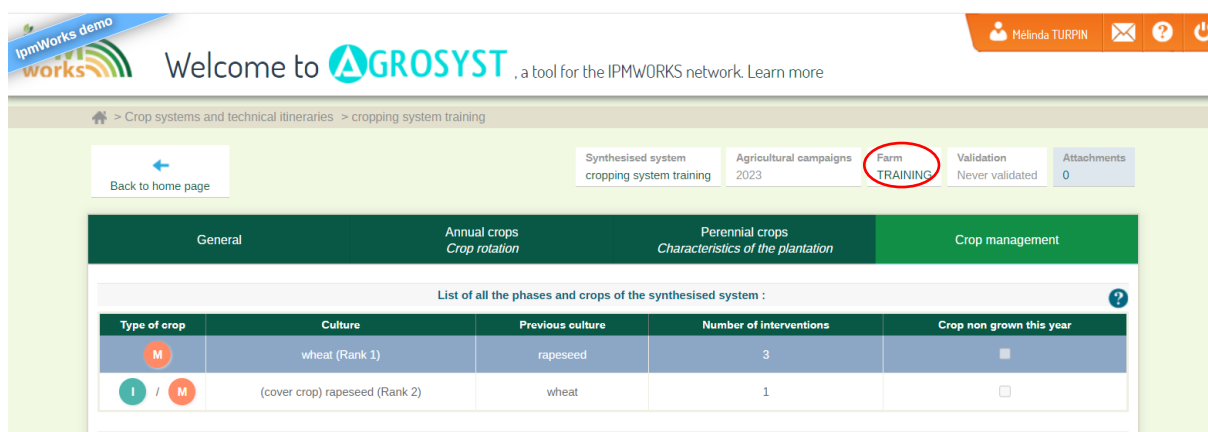 IpmWorks demo
works
Welcome to AGROSYST , a tool for the IPMWORKS network. Learn more
Mélinda TURPIN
> Crop systems and technical itineraries > cropping system training
Back to home page
Synthesised system
cropping system training
Agricultural campaigns
2023
Farm
TRAINING
Validation
Never validated
Attachments
0
General
Annual crops
Crop rotation
Perennial crops
Characteristics of the plantation
Crop management
List of all the phases and crops of the synthesised system :
?
Type of crop Culture Previous culture Number of interventions Crop non grown this year
M wheat (Rank 1) rapeseed 3
I / M (cover crop) rapeseed (Rank 2) wheat 1